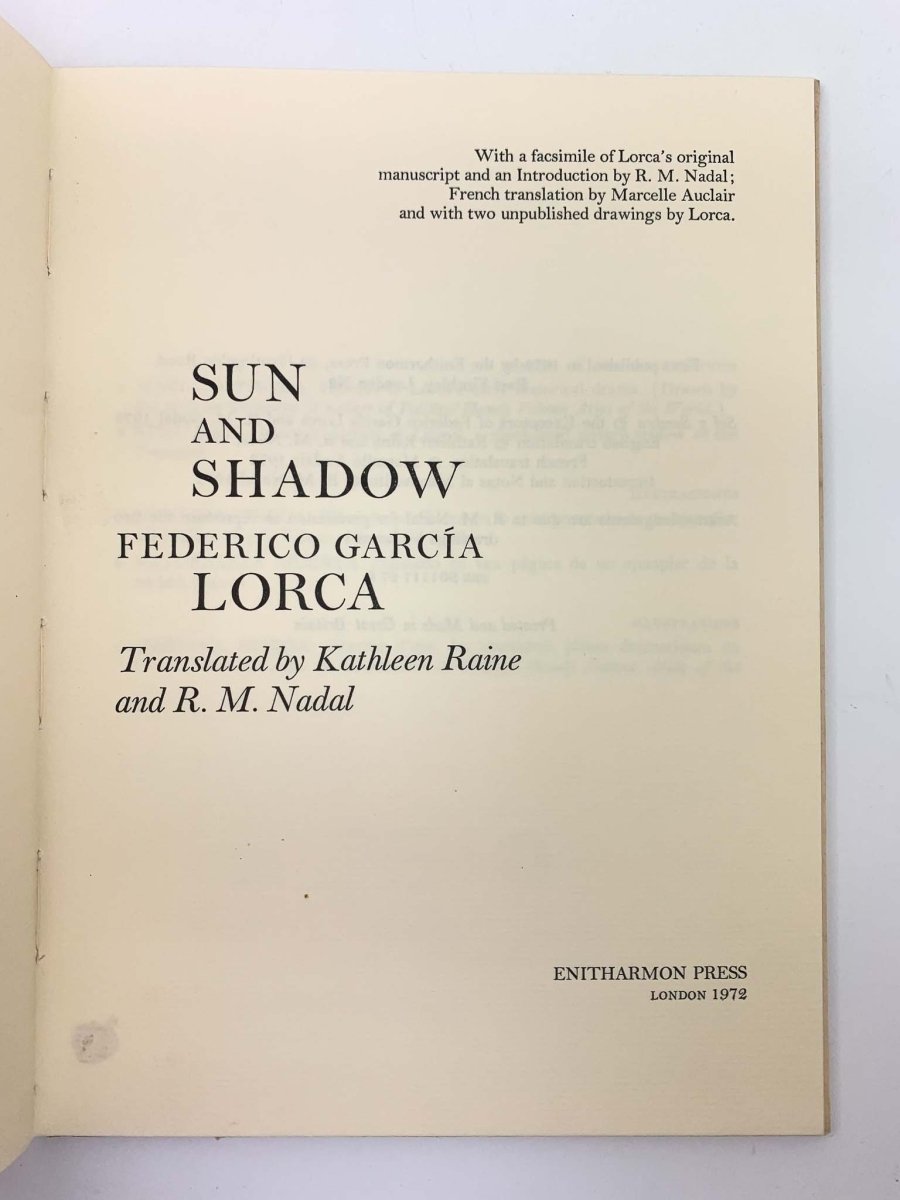 With a facsimile of Lorca's original
manuscript and an Introduction by R. M. Nadal;
French translation by Marcelle Auclair
and with two unpublished drawings by Lorca.
SUN
AND
SHADOW
FEDERICO GARCÍA
LORCA
Translated by Kathleen Raine
and R. M. Nadal
ENITHARMON PRESS
LONDON 1972